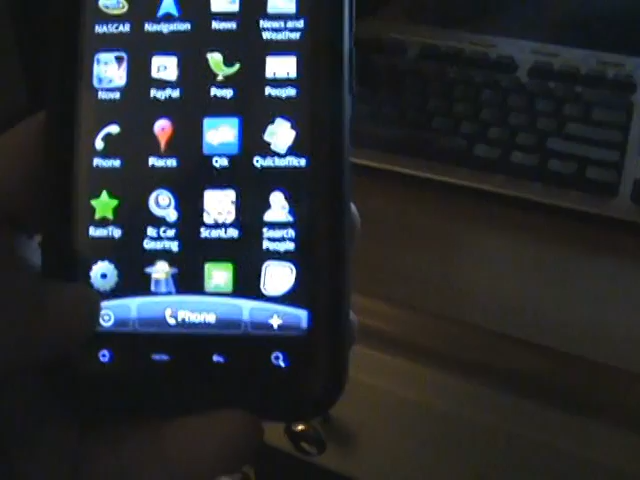 NASCAR Navigation News News and
Weather
Nova PayPal Peep People
Phone Places Qik Quickoffice
RateTip Rc Car
Gearing ScanLife Search
People
Phone